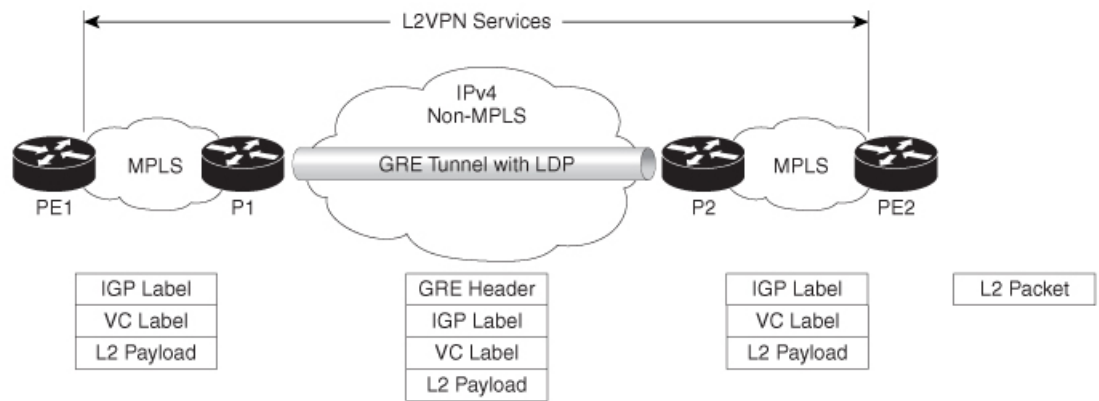 L2VPN Services
IPv4
Non-MPLS
MPLS
GRE Tunnel with LDP
MPLS
PE1
P1
P2
PE2
IGP Label
VC Label
L2 Payload
GRE Header
IGP Label
VC Label
L2 Payload
IGP Label
VC Label
L2 Payload
L2 Packet